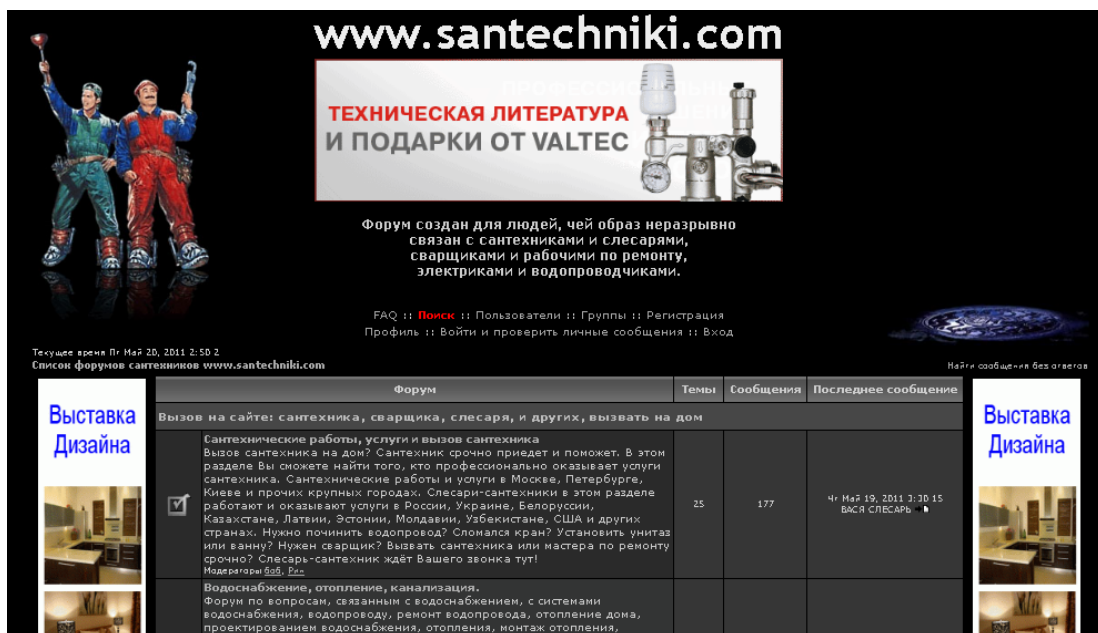 www.santechniki.com
ТЕХНИЧЕСКАЯ ЛИТЕРАТУРА
И ПОДАРКИ ОТ VALTEC
Форум создан для людей, чей образ неразрывно
связан с сантехниками и слесарями,
сварщиками и рабочими по ремонту,
электриками и водопроводчиками.
FAQ :: Поиск :: Пользователи :: Группы :: Регистрация
Профиль :: Войти и проверить личные сообщения :: Вход
Текущее время Пт Май 20, 2011 2:50 2
Список форумов сантехников www.santechniki.com
Найти сообщения без ответов
Форум Темы Сообщения Последнее сообщение
Выставка
Дизайна
Вызов на сайте: сантехника, сварщика, слесаря, и других, вызвать на дом
Сантехнические работы, услуги и вызов сантехника
Вызов сантехника на дом? Сантехник срочно приедет и поможет. В этом
разделе Вы сможете найти того, кто профессионально оказывает услуги
сантехника. Сантехнические работы и услуги в Москве, Петербурге,
Киеве и прочих крупных городах. Слесари-сантехники в этом разделе
работают и оказывают услуги в России, Украине, Белоруссии,
Казахстане, Латвии, Эстонии, Молдавии, Узбекистане, США и других
странах. Нужно починить водопровод? Сломался кран? Установить унитаз
или ванну? Нужен сварщик? Вызвать сантехника или мастера по ремонту
срочно? Слесарь-сантехник ждёт Вашего звонка тут!
Модераторы боб, Рин
25
177
Чт Май 19, 2011 3:30 15
ВАСЯ СЛЕСАРЬ
Выставка
Дизайна
Водоснабжение, отопление, канализация.
Форум по вопросам, связанным с водоснабжением, с системами
водоснабжения, водопроводу, ремонт водопровода, отопление дома,
проектированием водоснабжения, отопления, монтаж отопления,